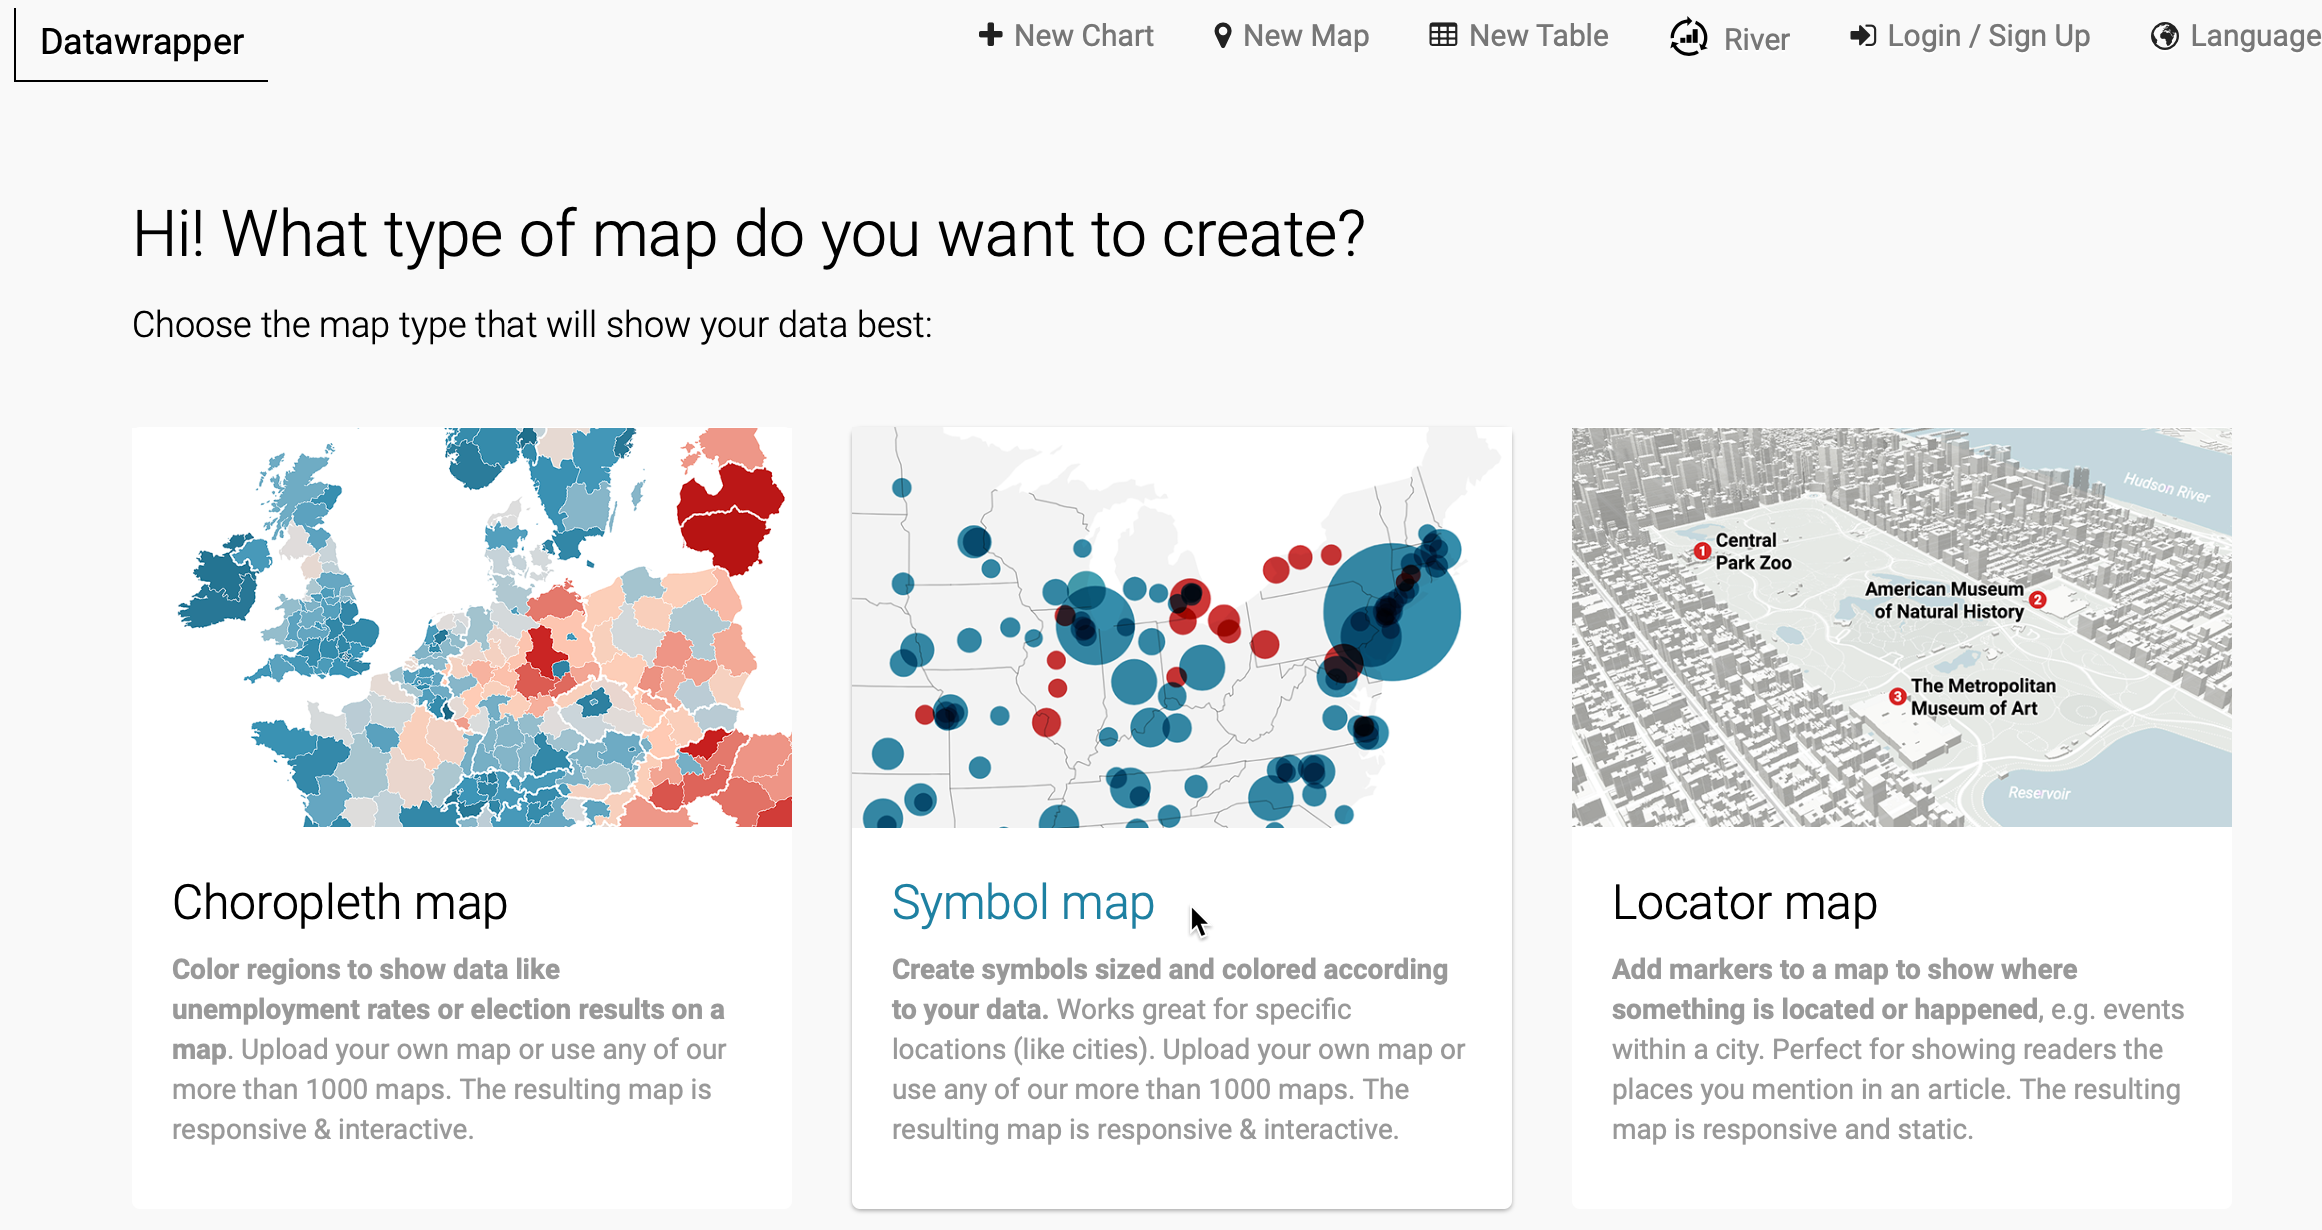 Datawrapper
New Chart
New Map
New Table
River
Login / Sign Up
Language
Hi! What type of map do you want to create?
Choose the map type that will show your data best:
Hudson River
1 Central
Park Zoo
American Museum 2
of Natural History
3 The Metropolitan
Museum of Art
Reservoir
Choropleth map
Color regions to show data like
unemployment rates or election results on a
map. Upload your own map or use any of our
more than 1000 maps. The resulting map is
responsive & interactive.
Symbol map
Create symbols sized and colored according
to your data. Works great for specific
locations (like cities). Upload your own map or
use any of our more than 1000 maps. The
resulting map is responsive & interactive.
Locator map
Add markers to a map to show where
something is located or happened, e.g. events
within a city. Perfect for showing readers the
places you mention in an article. The resulting
map is responsive and static.